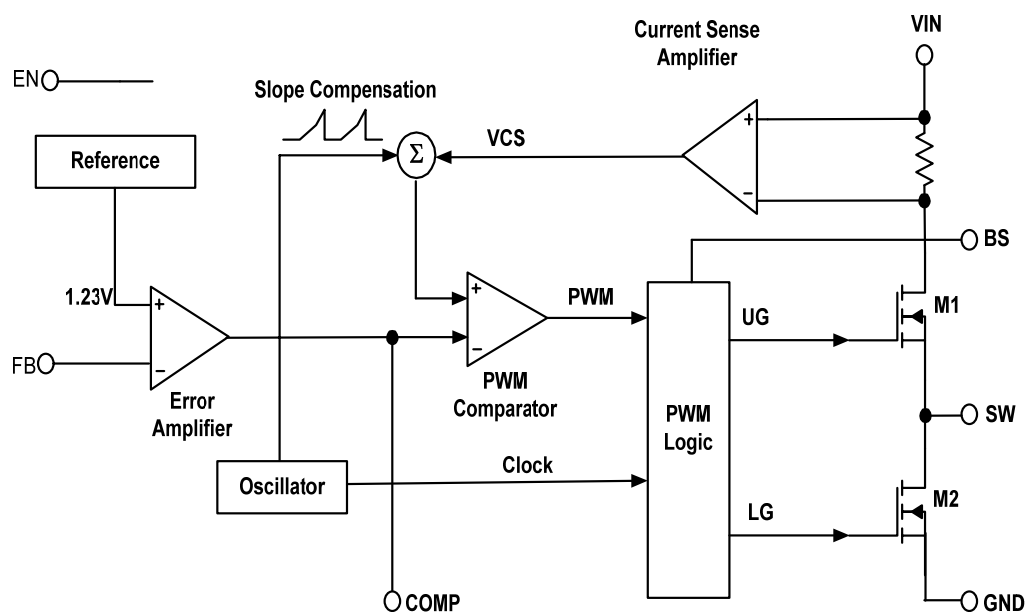 Current Sense
Amplifier
VIN
EN
Slope Compensation
Reference
Σ
VCS
+
−
BS
1.23V
+
−
FB
Error
Amplifier
+
−
PWM
Comparator
PWM
UG
M1
PWM
Logic
SW
Oscillator
Clock
LG
M2
COMP
GND